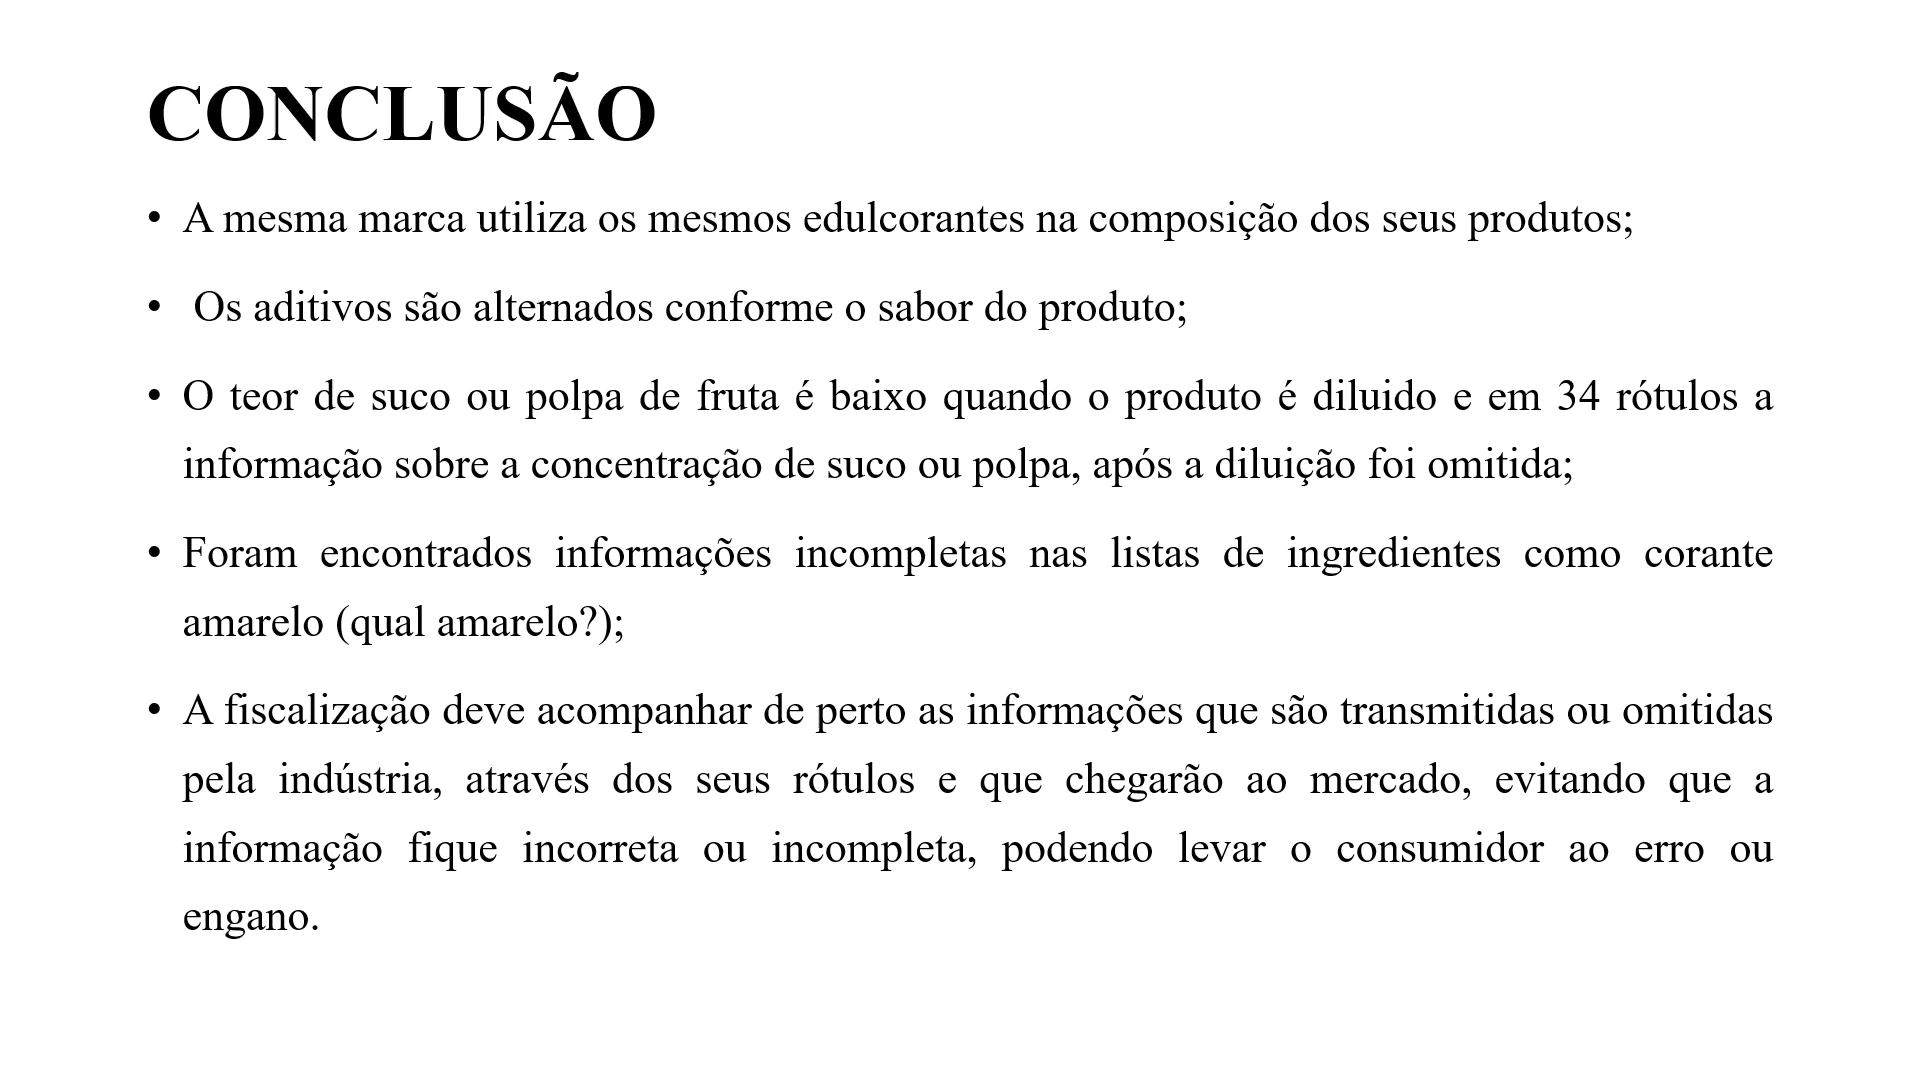 CONCLUSÃO
• A mesma marca utiliza os mesmos edulcorantes na composição dos seus produtos;
• Os aditivos são alternados conforme o sabor do produto;
• O teor de suco ou polpa de fruta é baixo quando o produto é diluido e em 34 rótulos a
informação sobre a concentração de suco ou polpa, após a diluição foi omitida;
• Foram encontrados informações incompletas nas listas de ingredientes como corante
amarelo (qual amarelo?);
• A fiscalização deve acompanhar de perto as informações que são transmitidas ou omitidas
pela indústria, através dos seus rótulos e que chegarão ao mercado, evitando que a
informação fique incorreta ou incompleta, podendo levar o consumidor ao erro ou
engano.